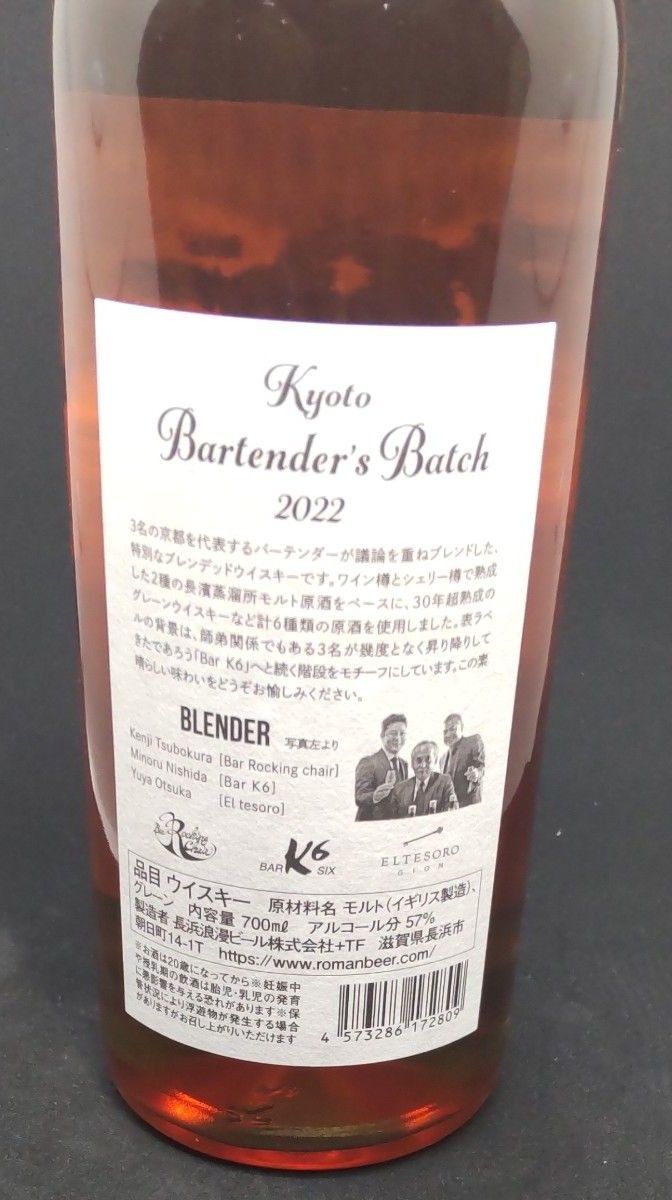 Kyoto
Bartender's Batch
2022
3名の京都を代表するバーテンダーが議論を重ねブレンドした、
特別なブレンデッドウイスキーです。ワイン樽とシェリー樽で熟成
した2種の長濱蒸溜所モルト原酒をベースに、30年超熟成の
グレーンウイスキーなど計6種類の原酒を使用しました。表ラベ
ルの背景は、師弟関係でもある3名が幾度となく昇り降りして
きたであろう「Bar K6」へと続く階段をモチーフにしています。この素
晴らしい味わいをどうぞお愉しみください。
BLENDER 写真左より
Kenji Tsubokura [Bar Rocking chair]
Minoru Nishida [Bar K6]
Yuya Otsuka [El tesoro]
Bar Rocking Chair
BAR K6 SIX
ELTESORO
GION
品目 ウイスキー 原材料名 モルト(イギリス製造)、
グレーン 内容量 700㎖ アルコール分 57%
製造者 長浜浪漫ビール株式会社+TF 滋賀県長浜市
朝日町14-1T https://www.romanbeer.com/
※お酒は20歳になってから※妊娠中
や授乳期の飲酒は胎児・乳児の発育
に悪影響を与える恐れがあります※保
管状況により浮遊物が発生する場合
がありますがお召し上がりいただけます
4 573286 172809